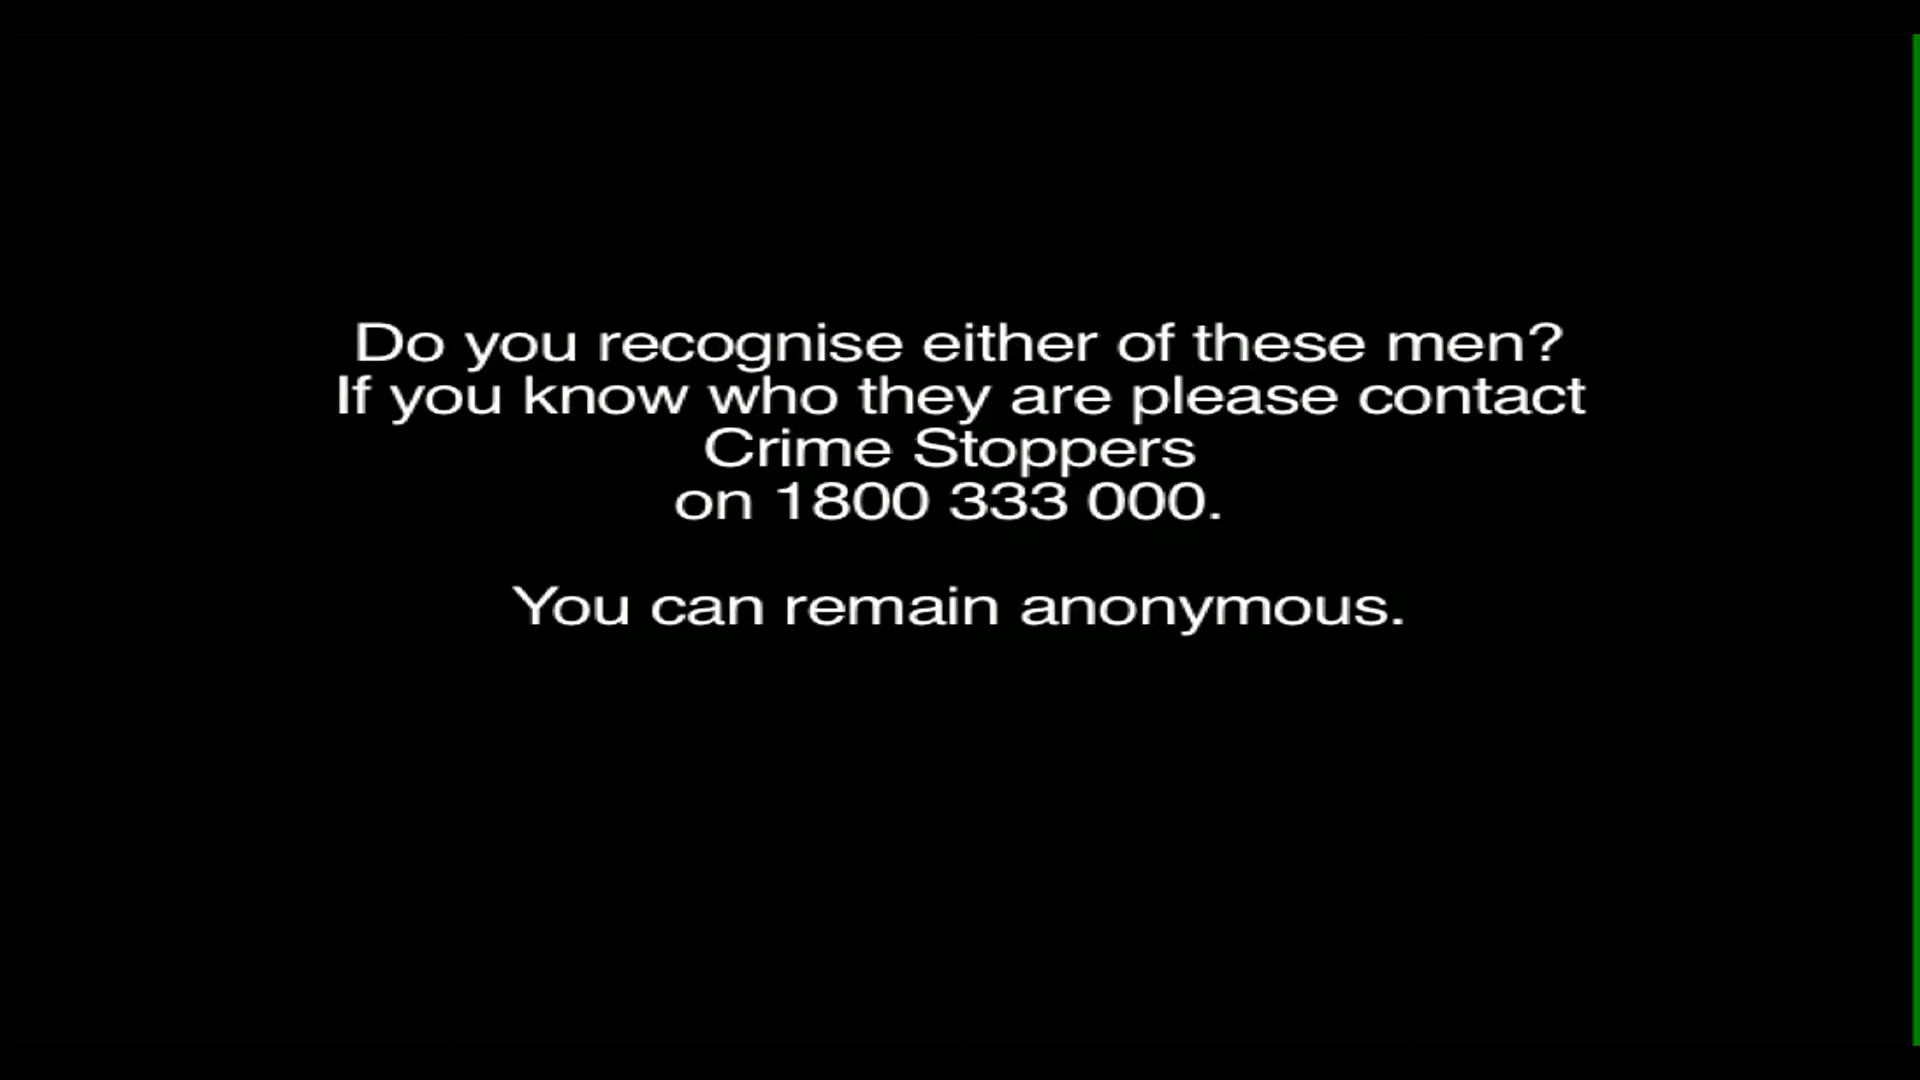 Do you recognise either of these men?
If you know who they are please contact
Crime Stoppers
on 1800 333 000.
You can remain anonymous.